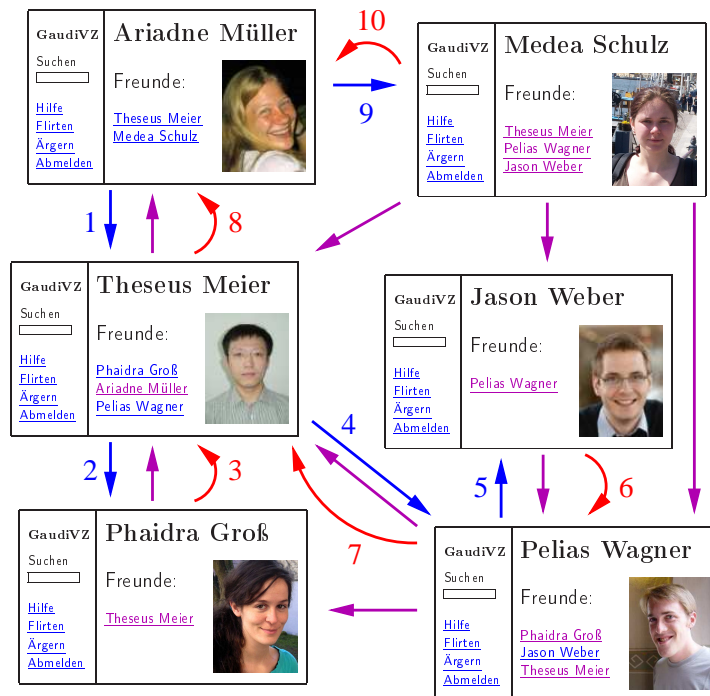 Ariadne Müller
GaudiVZ
Suchen
Freunde:
Hilfe
Flirten
Ärgern
Abmelden
Theseus Meier
Medea Schulz
10
9
Medea Schulz
GaudiVZ
Suchen
Freunde:
Hilfe
Flirten
Ärgern
Abmelden
Theseus Meier
Pelias Wagner
Jason Weber
1
8
Theseus Meier
GaudiVZ
Suchen
Freunde:
Hilfe
Flirten
Ärgern
Abmelden
Phaidra Groß
Ariadne Müller
Pelias Wagner
Jason Weber
GaudiVZ
Suchen
Freunde:
Hilfe
Flirten
Ärgern
Abmelden
Pelias Wagner
2
3
4
5
6
7
Phaidra Groß
GaudiVZ
Suchen
Freunde:
Hilfe
Flirten
Ärgern
Abmelden
Theseus Meier
Pelias Wagner
GaudiVZ
Suchen
Freunde:
Hilfe
Flirten
Ärgern
Abmelden
Phaidra Groß
Jason Weber
Theseus Meier